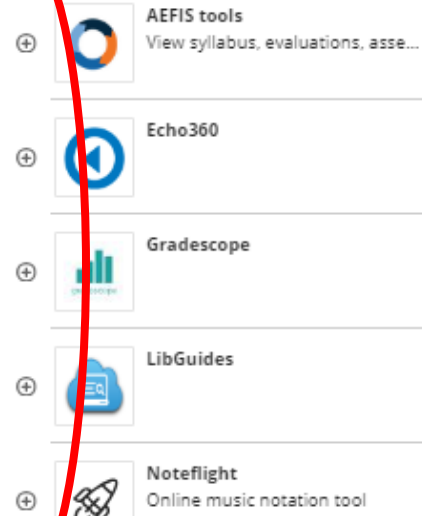 AEFIS tools
View syllabus, evaluations, asse...
Echo360
Gradescope
LibGuides
Noteflight
Online music notation tool